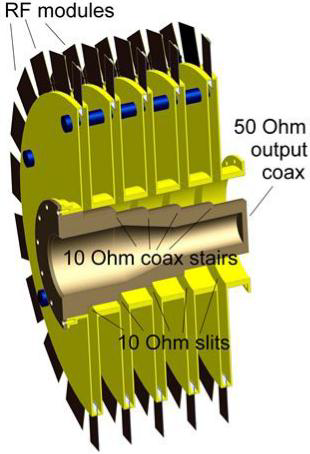 RF modules
50 Ohm
output
coax
10 Ohm coax stairs
10 Ohm slits